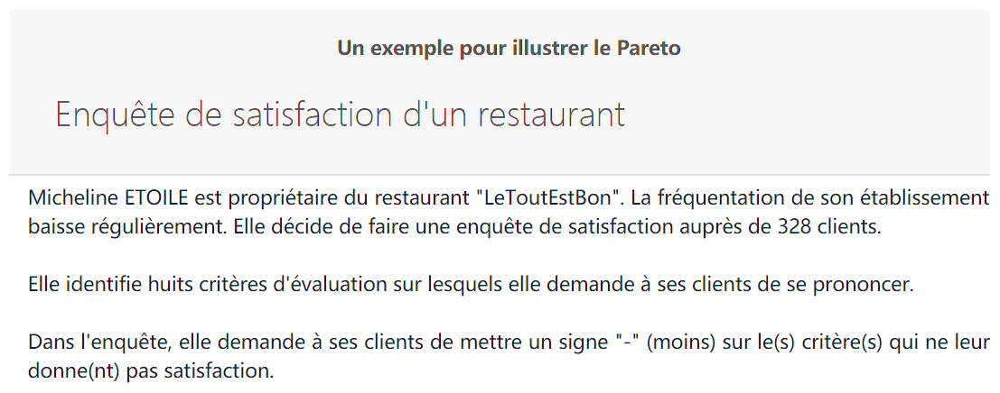 Un exemple pour illustrer le Pareto
Enquête de satisfaction d'un restaurant
Micheline ETOILE est propriétaire du restaurant "LeToutEstBon". La fréquentation de son établissement
baisse régulièrement. Elle décide de faire une enquête de satisfaction auprès de 328 clients.
Elle identifie huits critères d'évaluation sur lesquels elle demande à ses clients de se prononcer.
Dans l'enquête, elle demande à ses clients de mettre un signe "-" (moins) sur le(s) critère(s) qui ne leur
donne(nt) pas satisfaction.